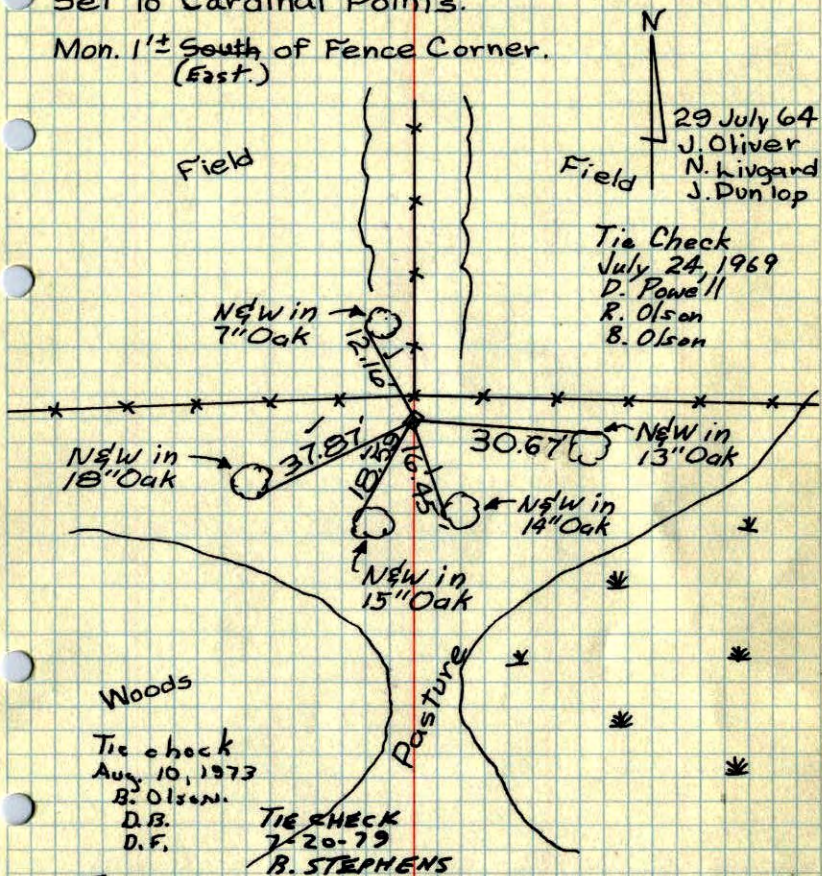 Set To Cardinal Points.
Mon. 1'± South of Fence Corner.
(East.)
N
29 July 64
J. Oliver
N. Livgard
J. Dunlop
Field
Field
Tie Check
July 24, 1969
D. Powell
R. Olson
B. Olson
N&W in
7" Oak
12.16'
N&W in
18" Oak
37.87'
18.59
16.45'
30.67'
N&W in
13" Oak
N&W in
14" Oak
N&W in
15" Oak
Woods
Pasture
Tie check
Aug. 10, 1973
B. Olson.
D.B.
D.F.
TIE CHECK
7-20-79
B. STEPHENS